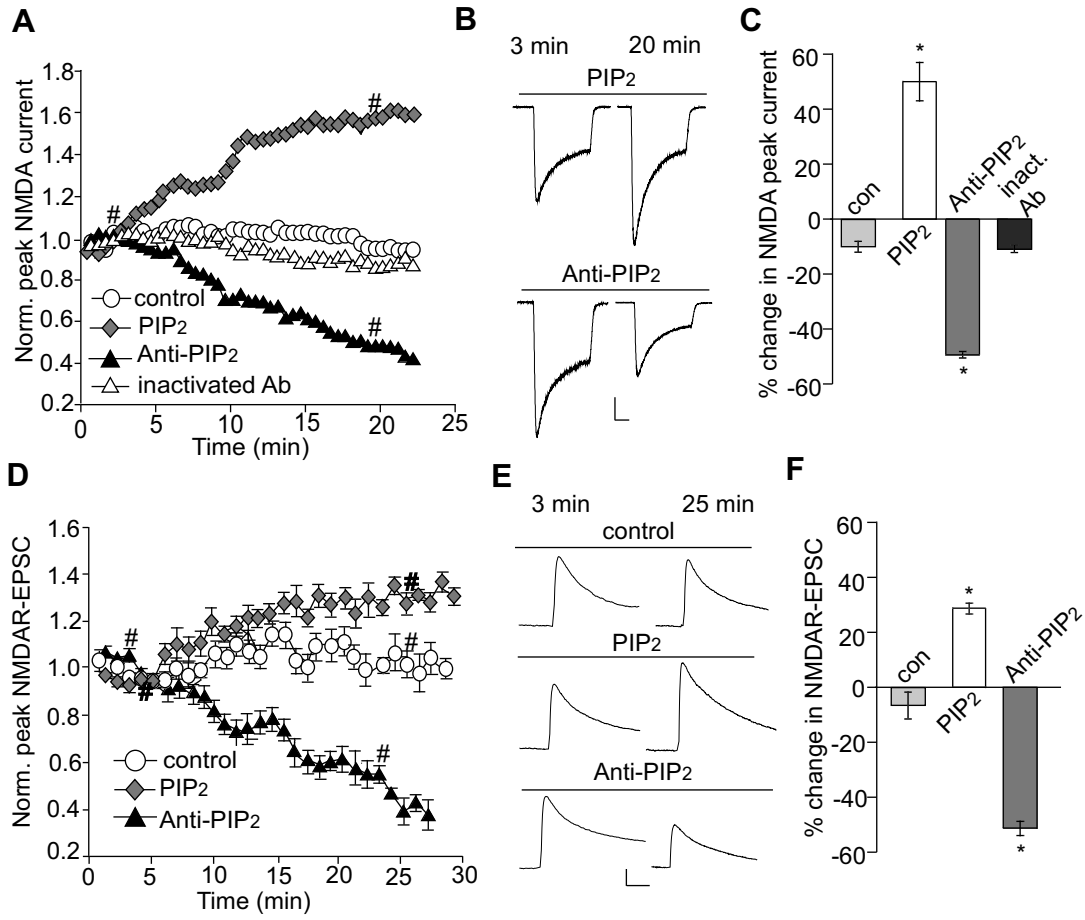 A
Norm. peak NMDA current
1.8
1.6
1.4
1.2
1.0
0.8
0.6
0.4
0.2
#
#
#
control
PIP2
Anti-PIP2
inactivated Ab
0
5
10
15
20
25
Time (min)
B
3 min
20 min
PIP2
Anti-PIP2
C
% change in NMDA peak current
60
40
20
0
-20
-40
-60
con
*
PIP2
Anti-PIP2
*
inact.
Ab
D
Norm. peak NMDAR-EPSC
1.6
1.4
1.2
1.0
0.8
0.6
0.4
0.2
#
#
#
#
#
control
PIP2
Anti-PIP2
0
5
10
15
20
25
30
Time (min)
E
3 min
25 min
control
PIP2
Anti-PIP2
F
% change in NMDAR-EPSC
60
40
20
0
-20
-40
-60
con
*
PIP2
Anti-PIP2
*